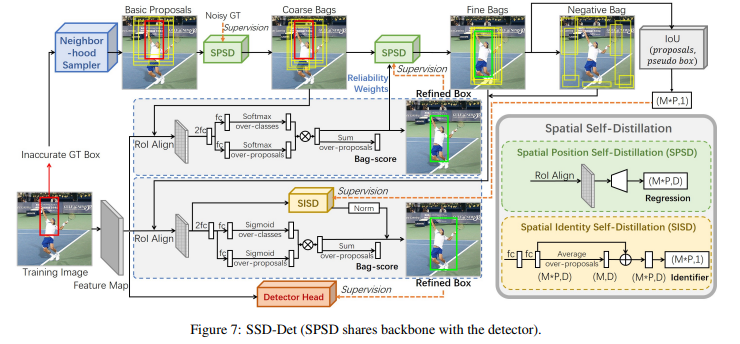 Basic Proposals
Noisy GT
Supervision
Coarse Bags
Fine Bags
Negative Bag
Neighbor
-hood
Sampler
SPSD
SPSD
IoU
(proposals,
pseudo box)
Supervision
Reliability
Weights
Refined Box
(M*P,1)
Inaccurate GT Box
RoI Align
2fc
fc
Softmax
over-classes
fc
Softmax
over-proposals
Sum
over-proposals
Bag-score
Spatial Self-Distillation
Spatial Position Self-Distillation (SPSD)
RoI Align
(M*P,D)
Regression
Supervision
SISD
Norm
RoI Align
2fc
fc
Sigmoid
over-classes
fc
Sigmoid
over-proposals
Sum
over-proposals
Bag-score
Refined Box
Spatial Identity Self-Distillation (SISD)
fc
fc
Average
over-proposals
(M*P,D)
(M,D)
(M*P,D)
(M*P,1)
Identifier
Training Image
Feature Map
Detector Head
Supervision
Figure 7: SSD-Det (SPSD shares backbone with the detector).